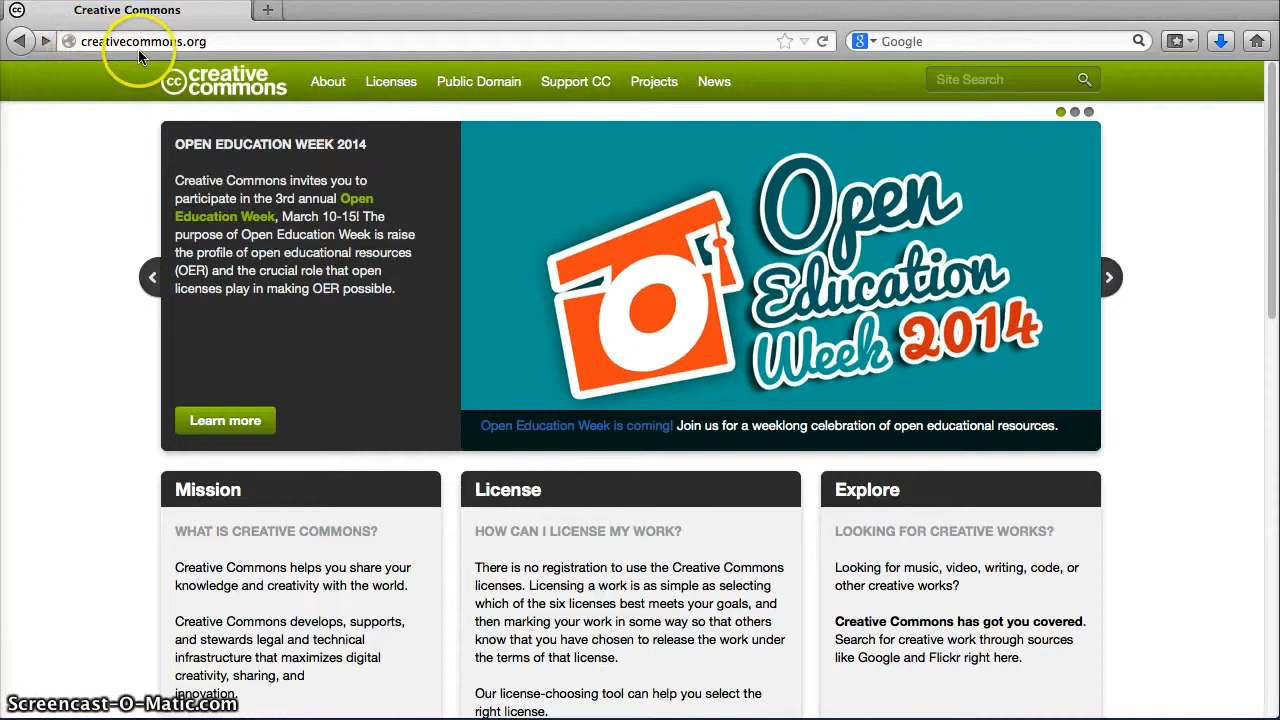 Creative Commons
creativecommons.org
Google
cc creative commons
About
Licenses
Public Domain
Support CC
Projects
News
Site Search
OPEN EDUCATION WEEK 2014
Creative Commons invites you to
participate in the 3rd annual Open
Education Week, March 10-15! The
purpose of Open Education Week is raise
the profile of open educational resources
(OER) and the crucial role that open
licenses play in making OER possible.
Learn more
Open
Education
Week 2014
Open Education Week is coming! Join us for a weeklong celebration of open educational resources.
Mission
WHAT IS CREATIVE COMMONS?
Creative Commons helps you share your
knowledge and creativity with the world.
Creative Commons develops, supports,
and stewards legal and technical
infrastructure that maximizes digital
creativity, sharing, and
innovation.
License
HOW CAN I LICENSE MY WORK?
There is no registration to use the Creative Commons
licenses. Licensing a work is as simple as selecting
which of the six licenses best meets your goals, and
then marking your work in some way so that others
know that you have chosen to release the work under
the terms of that license.
Our license-choosing tool can help you select the
right license.
Explore
LOOKING FOR CREATIVE WORKS?
Looking for music, video, writing, code, or
other creative works?
Creative Commons has got you covered.
Search for creative work through sources
like Google and Flickr right here.
Screencast-O-Matic.com